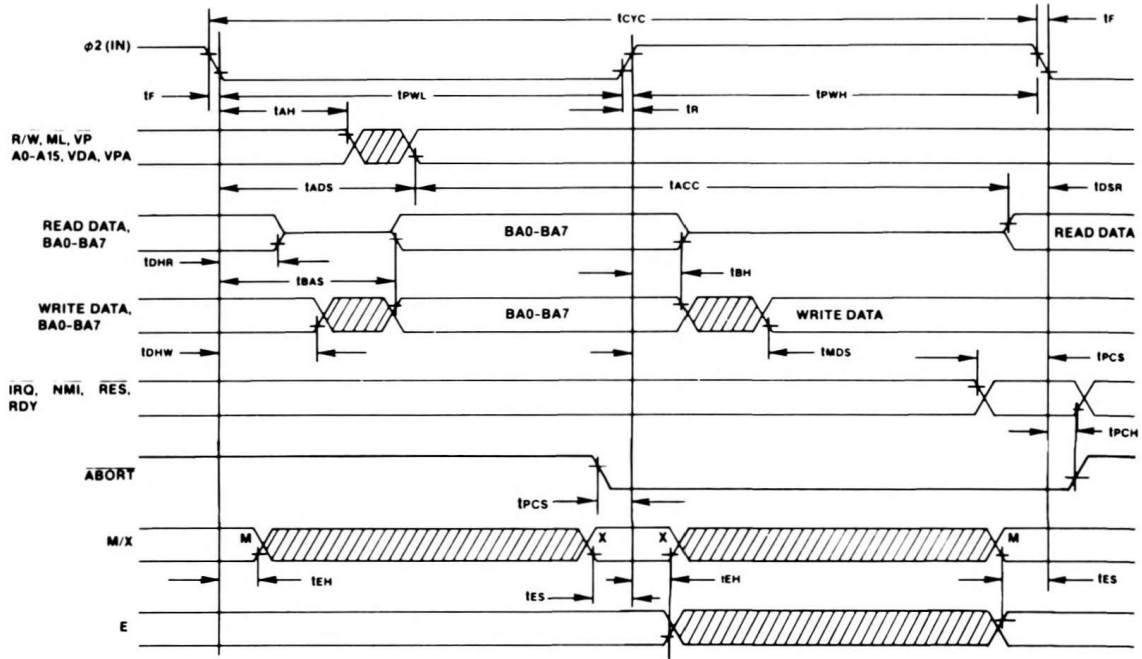 tCYC
tF
ϕ2 (IN)
tF
tPWL
tPWH
tAH
tR
R/W, ML, VP
A0-A15, VDA, VPA
tADS
tACC
tDSR
READ DATA,
BA0-BA7
BA0-BA7
READ DATA
tDHR
tBAS
tBH
WRITE DATA,
BA0-BA7
BA0-BA7
WRITE DATA
tDHW
tMDS
tPCS
IRQ, NMI, RES,
RDY
tPCH
ABORT
tPCS
M/X
M
X
X
M
tEH
tES
tEH
tES
E